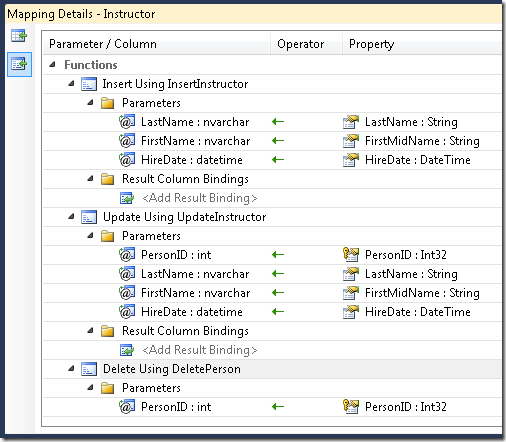 Mapping Details - Instructor
Parameter / Column Operator Property
Functions
Insert Using InsertInstructor
Parameters
LastName : nvarchar LastName : String
FirstName : nvarchar FirstMidName : String
HireDate : datetime HireDate : DateTime
Result Column Bindings
<Add Result Binding>
Update Using UpdateInstructor
Parameters
PersonID : int PersonID : Int32
LastName : nvarchar LastName : String
FirstName : nvarchar FirstMidName : String
HireDate : datetime HireDate : DateTime
Result Column Bindings
<Add Result Binding>
Delete Using DeletePerson
Parameters
PersonID : int PersonID : Int32